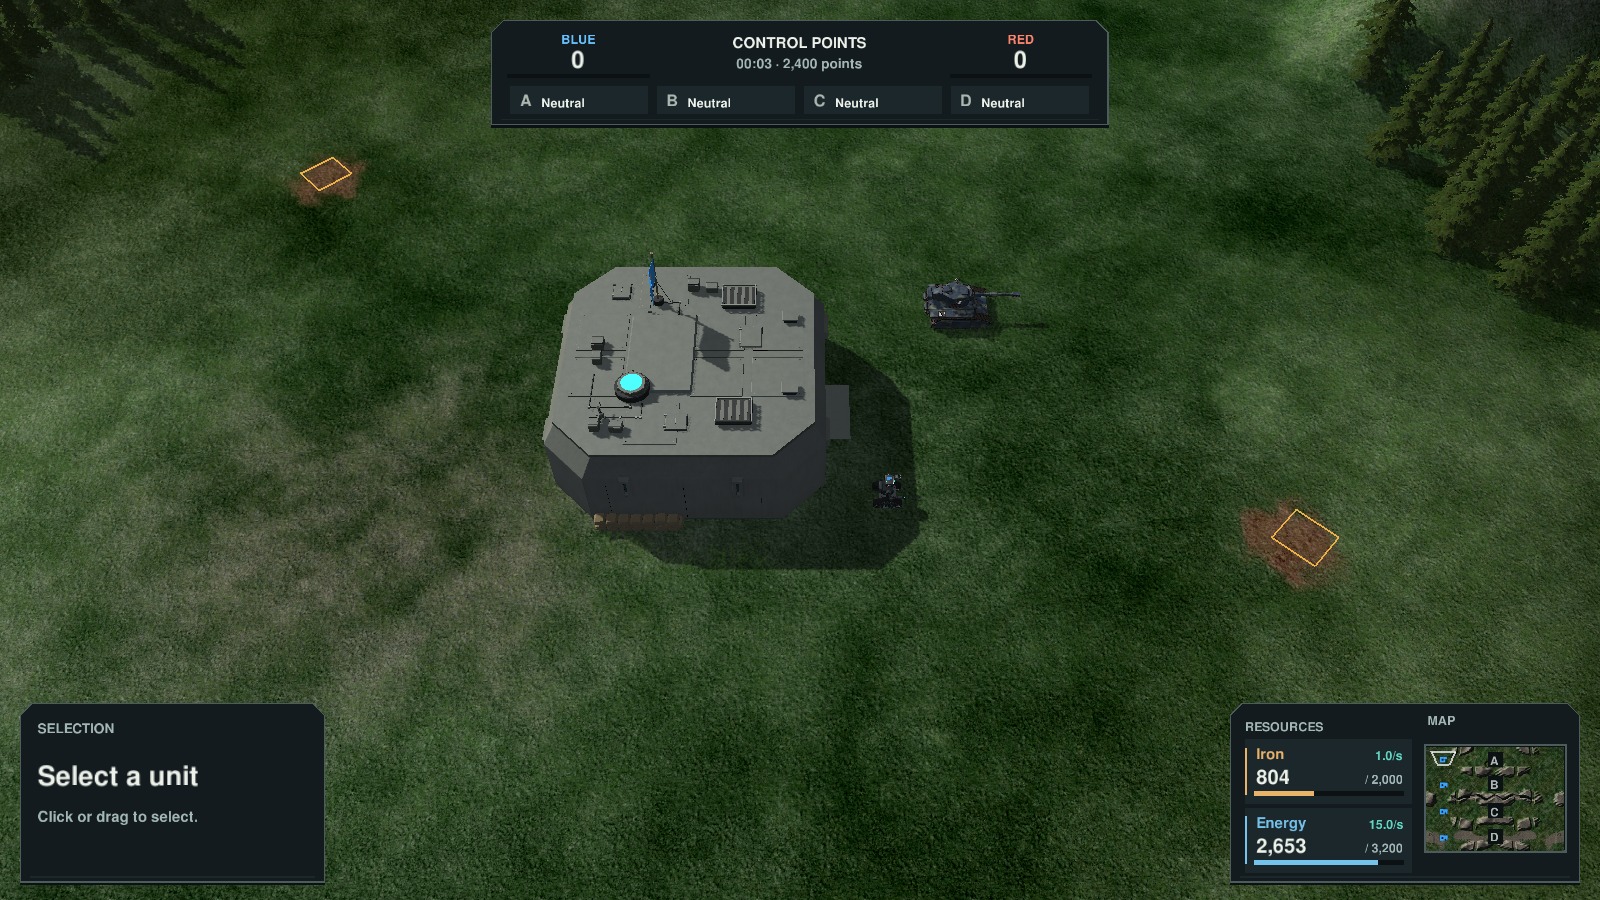 BLUE
CONTROL POINTS
RED
0
00:03 · 2,400 points
0
A Neutral
B Neutral
C Neutral
D Neutral
SELECTION
Select a unit
Click or drag to select.
RESOURCES
MAP
Iron
1.0/s
804
/ 2,000
Energy
15.0/s
2,653
/ 3,200
A
B
C
D